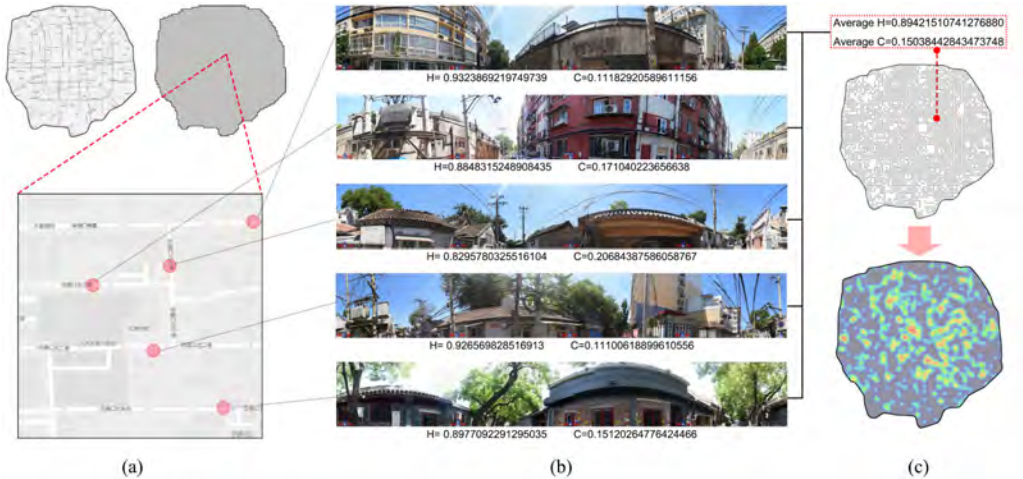 H= 0.9323869219749739 C=0.11182920589611156
H=0.8848315248908435 C=0.171040223656638
H= 0.8295780325516104 C=0.20684387586058767
H= 0.926569828516913 C=0.11100618899610556
H= 0.8977092291295035 C=0.15120264776424466
Average H=0.89421510741276880
Average C=0.15038442843473748
(a) (b) (c)